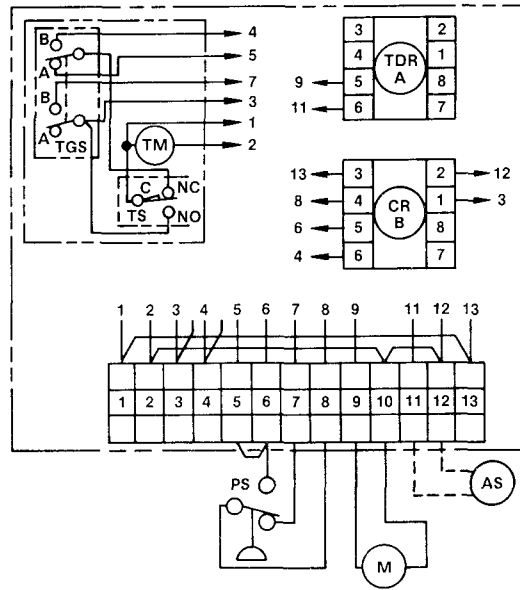 B 4
A 5
B 7
3
A TGS
1
TM 2
C NC
TS NO
3 TDR A 2
4 1
9 5 8
11 6 7
13 3 CR B 2 12
8 4 1 3
6 5 8
4 6 7
1 2 3 4 5 6 7 8 9 11 12 13
1 2 3 4 5 6 7 8 9 10 11 12 13
PS
AS
M